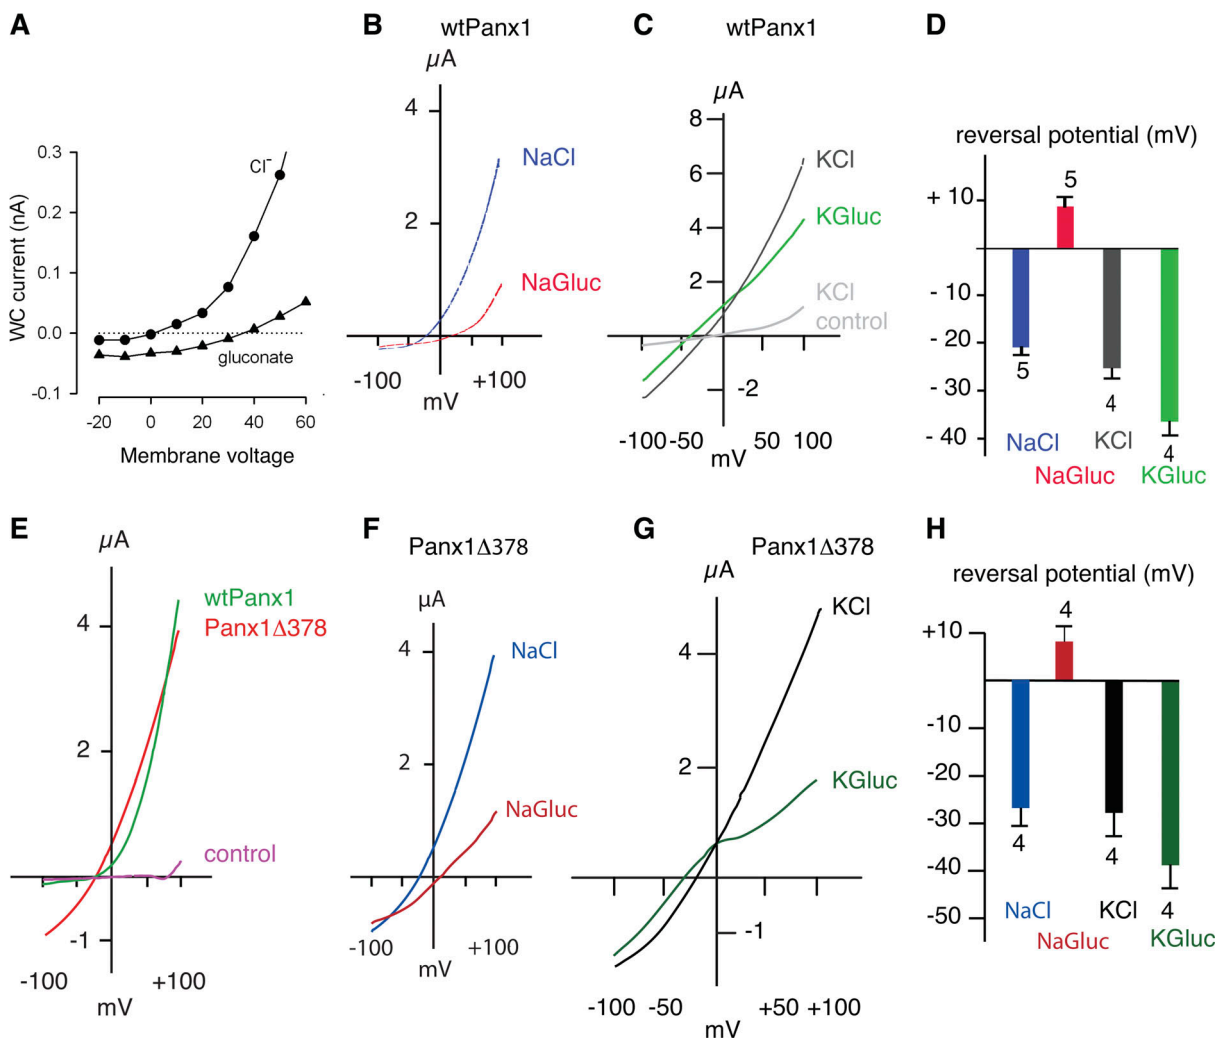 A
WC current (nA)
0.3
0.2
0.1
0.0
-0.1
Cl⁻
gluconate
-20
0
20
40
60
Membrane voltage
B
wtPanx1
µA
4
2
NaCl
NaGluc
-100
+100
mV
C
wtPanx1
µA
8
6
4
2
-2
KCl
KGluc
KCl
control
-100
-50
50
100
mV
D
reversal potential (mV)
+ 10
- 10
- 20
- 30
- 40
5
5
4
4
NaCl
KCl
NaGluc
KGluc
E
µA
4
2
-1
wtPanx1
Panx1Δ378
control
-100
+100
mV
F
Panx1Δ378
µA
4
2
NaCl
NaGluc
-100
+100
mV
G
Panx1Δ378
µA
4
2
-1
KCl
KGluc
-100
-50
+50
+100
mV
H
reversal potential (mV)
+10
-10
-20
-30
-40
-50
4
4
4
4
NaCl
KCl
NaGluc
KGluc